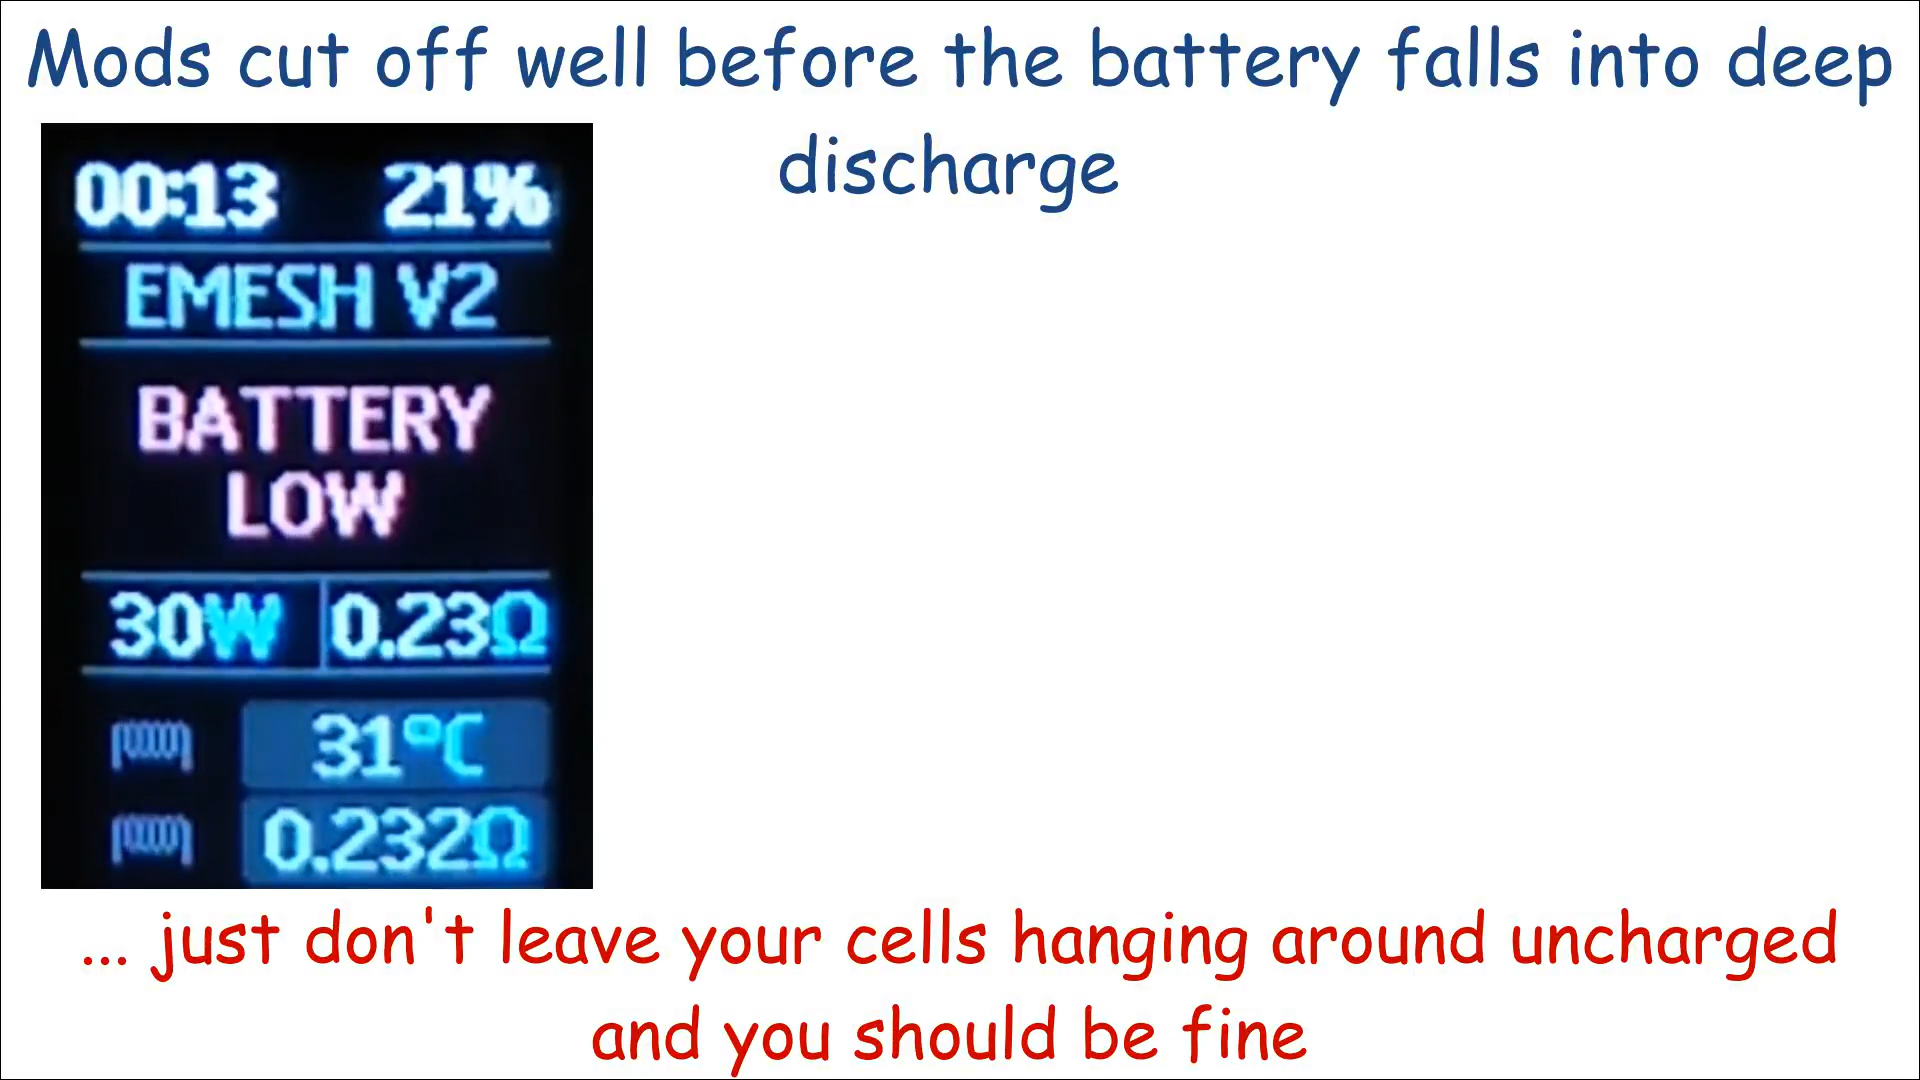 Mods cut off well before the battery falls into deep
discharge
00:13 21%
EMESH V2
BATTERY
LOW
30W 0.23Ω
31°C
0.232Ω
... just don't leave your cells hanging around uncharged
and you should be fine